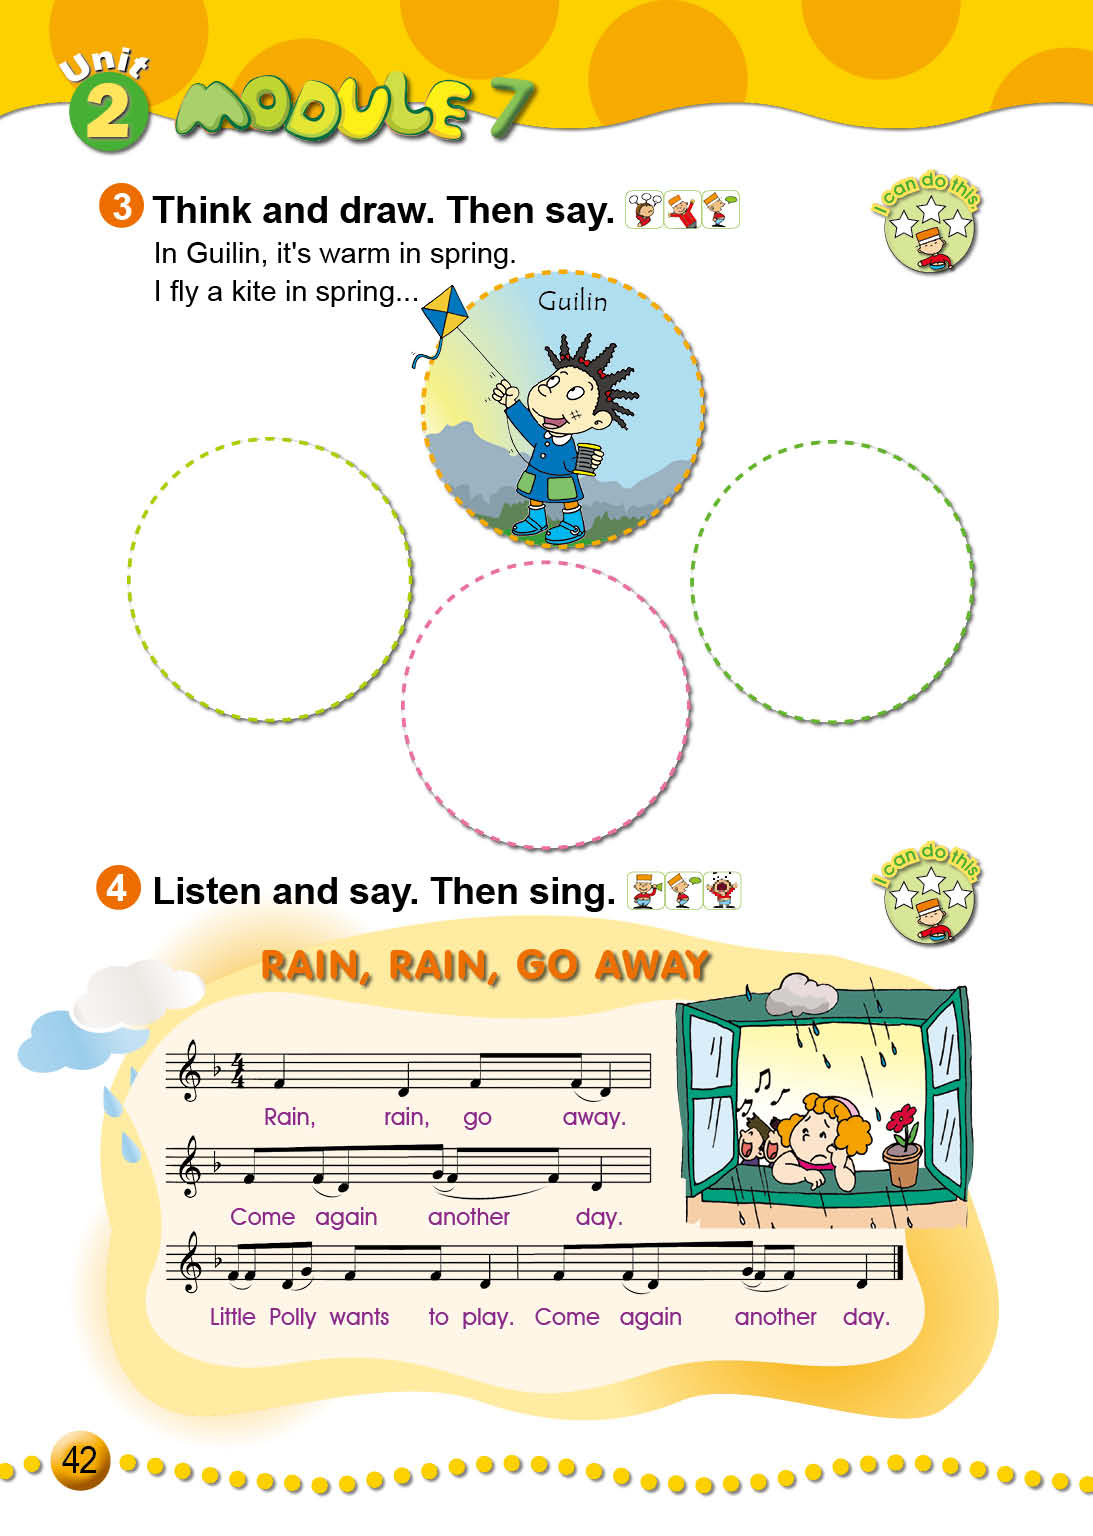 Unit
2 MODULE 7
3 Think and draw. Then say.
I can do this.
In Guilin, it's warm in spring.
I fly a kite in spring...
Guilin
4 Listen and say. Then sing.
I can do this.
RAIN, RAIN, GO AWAY
4
4
Rain, rain, go away.
Come again another day.
Little Polly wants to play. Come again another day.
42